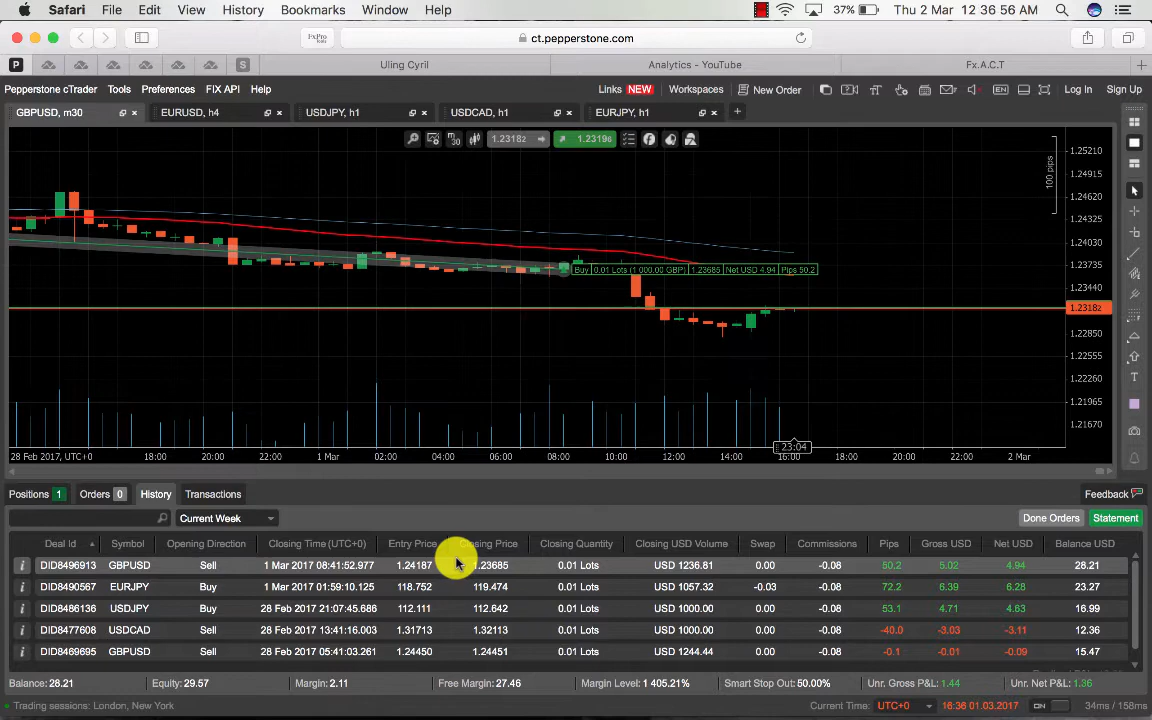 Safari File Edit View History Bookmarks Window Help 37% Thu 2 Mar 12 36 56 AM
FxPro ct.pepperstone.com
P S Uling Cyril Analytics - YouTube Fx.A.C.T
Pepperstone cTrader Tools Preferences FIX API Help Links NEW Workspaces New Order EN Log In Sign Up
GBPUSD, m30 EURUSD, h4 USDJPY, h1 USDCAD, h1 EURJPY, h1
30 1.23182 1.23196
100 pips
1.25210
1.24915
1.24620
1.24325
1.24030
1.23735
Buy 0.01 Lots (1 000.00 GBP) 1.23685 Net USD 4.94 Pips 50.2
1.23440
1.23182
1.22850
1.22555
1.22260
1.21965
1.21670
23:04
28 Feb 2017, UTC+0 18:00 20:00 22:00 1 Mar 02:00 04:00 06:00 08:00 10:00 12:00 14:00 16:00 18:00 20:00 22:00 2 Mar
Positions 1 Orders 0 History Transactions Feedback
Current Week Done Orders Statement
Deal Id Symbol Opening Direction Closing Time (UTC+0) Entry Price Closing Price Closing Quantity Closing USD Volume Swap Commissions Pips Gross USD Net USD Balance USD
DID8496913 GBPUSD Sell 1 Mar 2017 08:41:52.977 1.24187 1.23685 0.01 Lots USD 1236.81 0.00 -0.08 50.2 5.02 4.94 28.21
DID8490567 EURJPY Buy 1 Mar 2017 01:59:10.125 118.752 119.474 0.01 Lots USD 1057.32 -0.03 -0.08 72.2 6.39 6.28 23.27
DID8486136 USDJPY Buy 28 Feb 2017 21:07:45.686 112.111 112.642 0.01 Lots USD 1000.00 0.00 -0.08 53.1 4.71 4.63 16.99
DID8477608 USDCAD Sell 28 Feb 2017 13:41:16.003 1.31713 1.32113 0.01 Lots USD 1000.00 0.00 -0.08 -40.0 -3.03 -3.11 12.36
DID8469695 GBPUSD Sell 28 Feb 2017 05:41:03.261 1.24450 1.24451 0.01 Lots USD 1244.44 0.00 -0.08 -0.1 -0.01 -0.09 15.47
Balance: 28.21 Equity: 29.57 Margin: 2.11 Free Margin: 27.46 Margin Level: 1 405.21% Smart Stop Out: 50.00% Unr. Gross P&L: 1.44 Unr. Net P&L: 1.36
Trading sessions: London, New York Current Time: UTC+0 16:36 01.03.2017 ON 34ms / 158ms